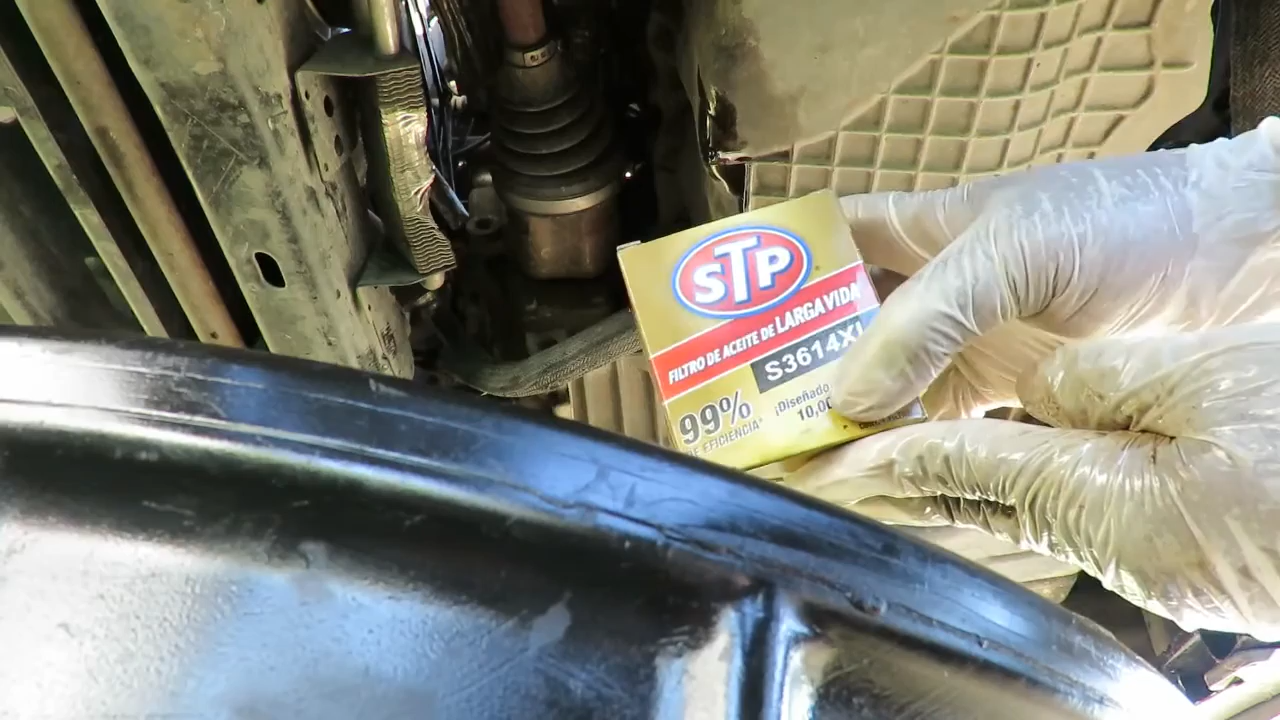 STP
FILTRO DE ACEITE DE LARGA VIDA
S3614XL
99%
DE EFICIENCIA*
¡Diseñado
10,00